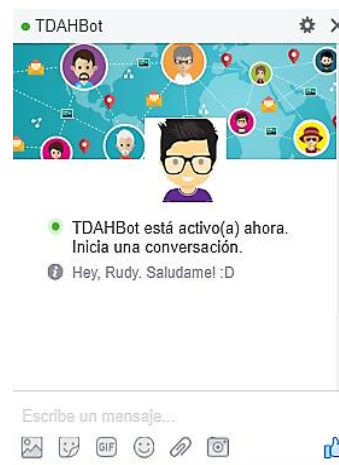 TDAHBot
TDAHBot está activo(a) ahora.
Inicia una conversación.
Hey, Rudy. Saludame! :D
Escribe un mensaje...
GIF